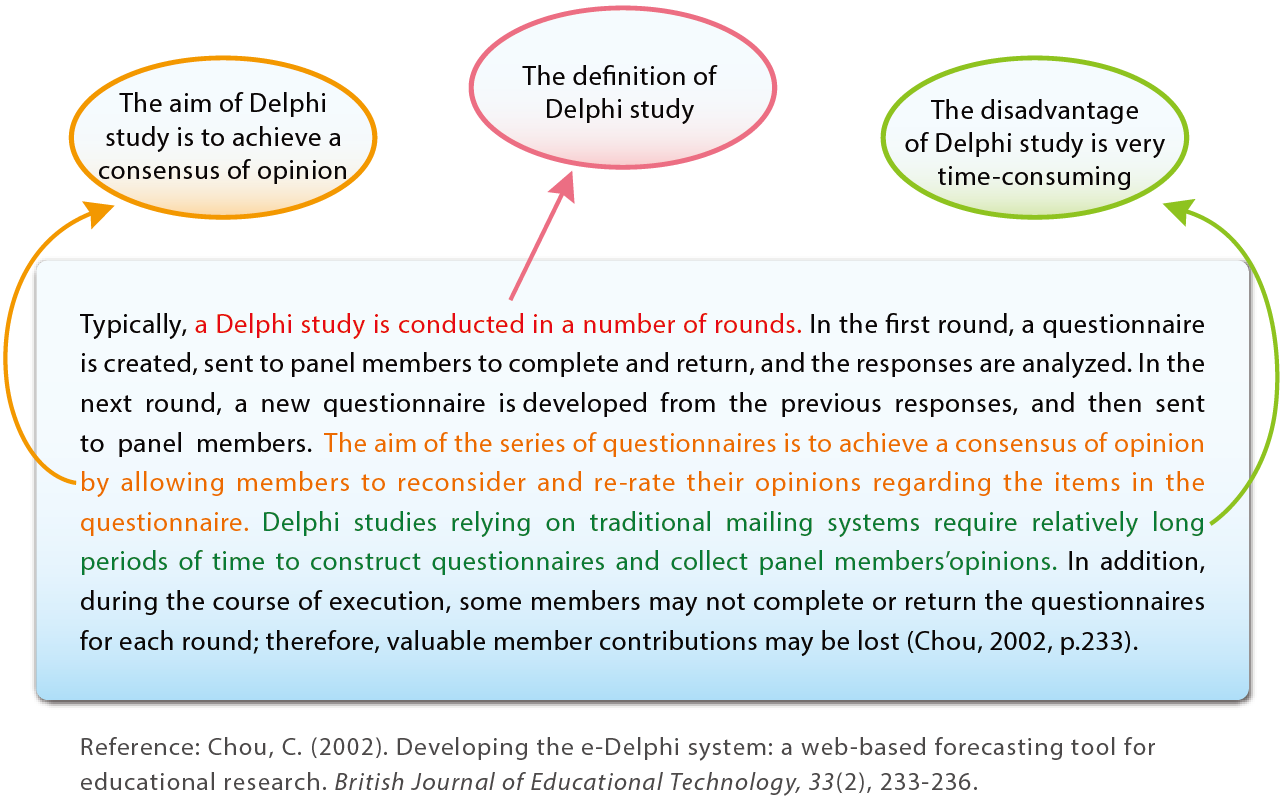 The aim of Delphi
study is to achieve a
consensus of opinion
The definition of
Delphi study
The disadvantage
of Delphi study is very
time-consuming
Typically, a Delphi study is conducted in a number of rounds. In the first round, a questionnaire
is created, sent to panel members to complete and return, and the responses are analyzed. In the
next round, a new questionnaire is developed from the previous responses, and then sent
to panel members. The aim of the series of questionnaires is to achieve a consensus of opinion
by allowing members to reconsider and re-rate their opinions regarding the items in the
questionnaire. Delphi studies relying on traditional mailing systems require relatively long
periods of time to construct questionnaires and collect panel members’opinions. In addition,
during the course of execution, some members may not complete or return the questionnaires
for each round; therefore, valuable member contributions may be lost (Chou, 2002, p.233).
Reference: Chou, C. (2002). Developing the e-Delphi system: a web-based forecasting tool for
educational research. British Journal of Educational Technology, 33(2), 233-236.